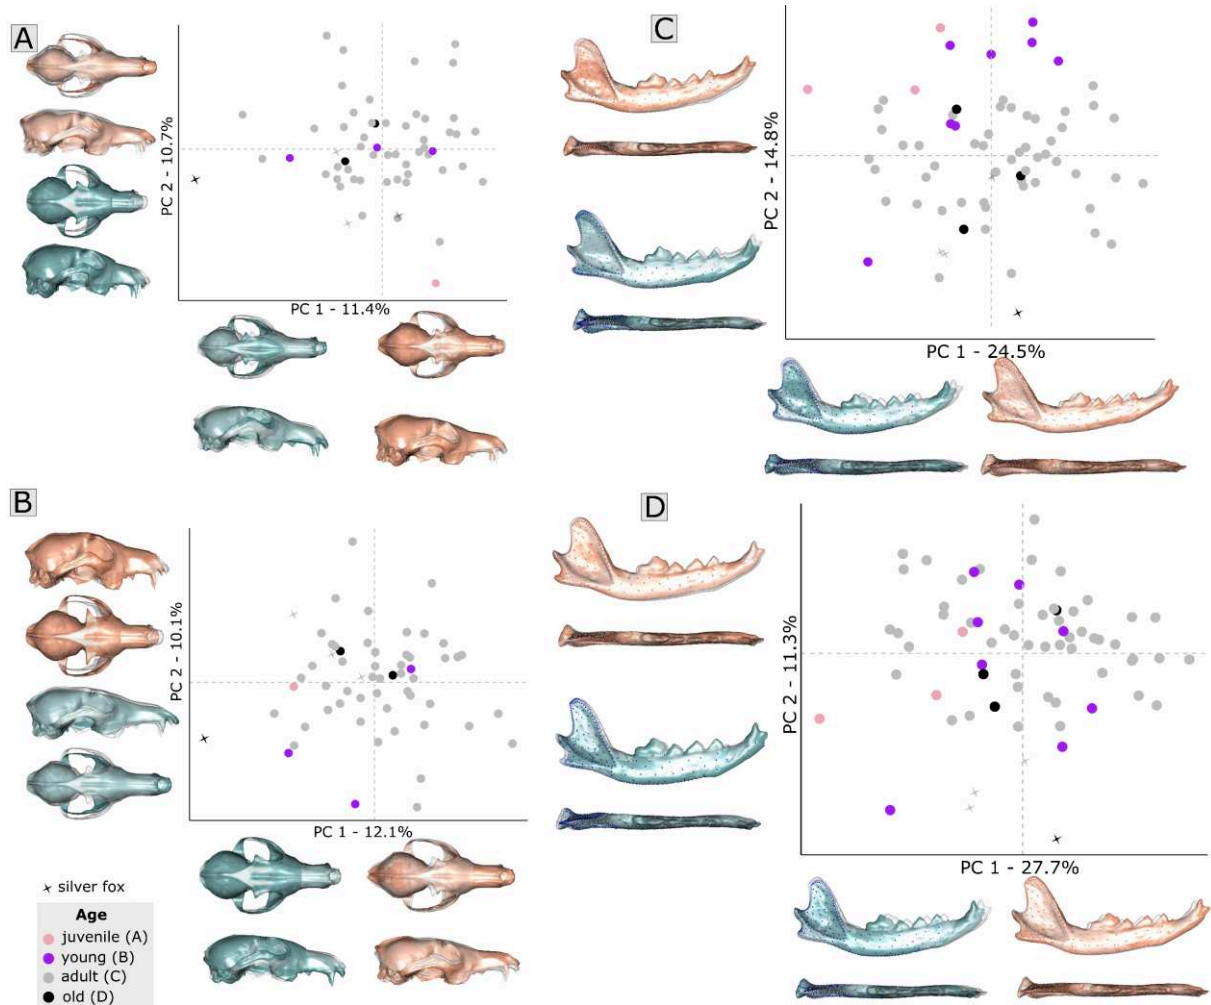 A
PC 2 - 10.7%
PC 1 - 11.4%
C
PC 2 - 14.8%
PC 1 - 24.5%
B
PC 2 - 10.1%
PC 1 - 12.1%
D
PC 2 - 11.3%
PC 1 - 27.7%
silver fox
Age
juvenile (A)
young (B)
adult (C)
old (D)